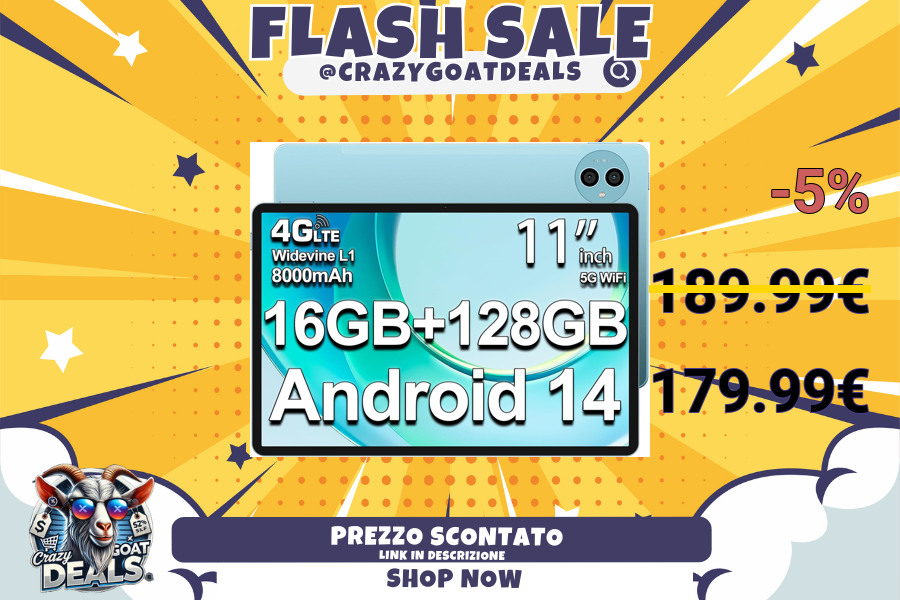 FLASH SALE
@CRAZYGOATDEALS
-5%
4GLTE
Widevine L1
8000mAh
11” inch
5G WiFi
16GB+128GB
Android 14
189.99€
179.99€
$
52%
Crazy
GOAT
DEALS
PREZZO SCONTATO
LINK IN DESCRIZIONE
SHOP NOW